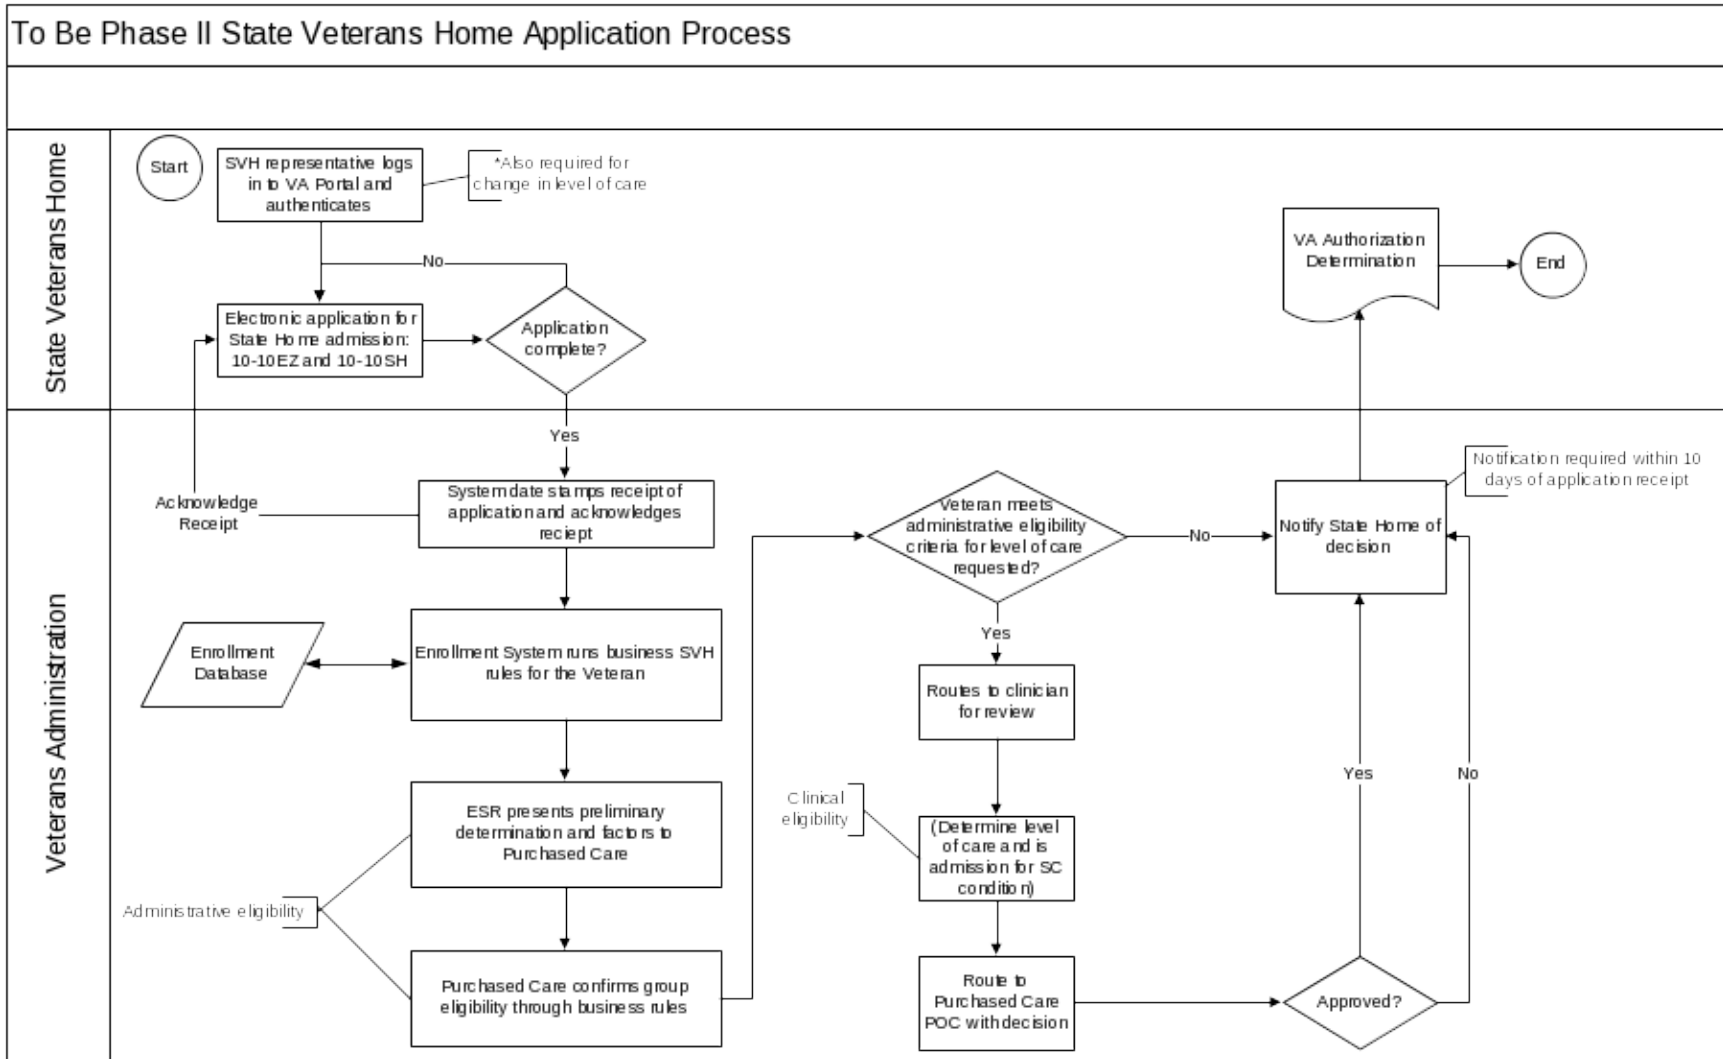 To Be Phase II State Veterans Home Application Process
State Veterans Home
Start
SVH representative logs
in to VA Portal and
authenticates
*Also required for
change in level of care
No
Electronic application for
State Home admission:
10-10EZ and 10-10SH
Application
complete?
VA Authorization
Determination
End
Veterans Administration
Yes
Acknowledge
Receipt
System date stamps receipt of
application and acknowledges
reciept
Enrollment
Database
Enrollment System runs business SVH
rules for the Veteran
ESR presents preliminary
determination and factors to
Purchased Care
Administrative eligibility
Purchased Care confirms group
eligibility through business rules
Veteran meets
administrative eligibility
criteria for level of care
requested?
No
Yes
Routes to clinician
for review
Clinical
eligibility
(Determine level
of care and is
admission for SC
condition)
Route to
Purchased Care
POC with decision
Approved?
Yes
No
Notify State Home of
decision
Notification required within 10
days of application receipt